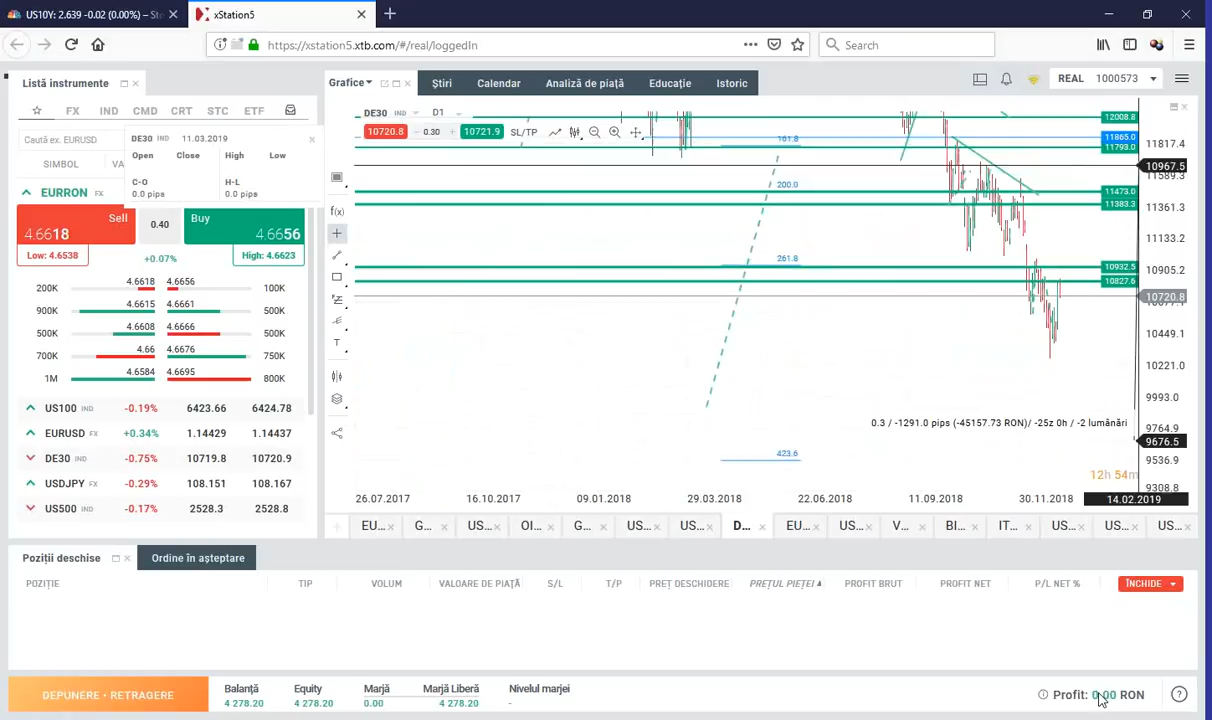 US10Y: 2.639 -0.02 (0.00%) – St
xStation5
https://xstation5.xtb.com/#/real/loggedIn
Search
Listă instrumente
Grafice
Știri
Calendar
Analiză de piață
Educație
Istoric
REAL 1000573
FX IND CMD CRT STC ETF
Caută ex. EURUSD
SIMBOL
VA
DE30 IND 11.03.2019
Open Close High Low
C-O H-L
0.0 pips 0.0 pips
EURRON FX
Sell
4.6618
0.40
Buy
4.6656
Low: 4.6538
+0.07%
High: 4.6623
200K 4.6618 4.6656 100K
900K 4.6615 4.6661 500K
500K 4.6608 4.6666 500K
700K 4.66 4.6676 750K
1M 4.6584 4.6695 800K
US100 IND -0.19% 6423.66 6424.78
EURUSD FX +0.34% 1.14429 1.14437
DE30 IND -0.75% 10719.8 10720.9
USDJPY FX -0.29% 108.151 108.167
US500 IND -0.17% 2528.3 2528.8
DE30 IND D1
10720.8 0.30 10721.9 SL/TP
f(x)
T
161.8
200.0
261.8
423.6
12008.8
11865.0
11793.0
11817.4
10967.5
11589.3
11473.0
11383.3
11361.3
11133.2
10932.5
10905.2
10827.6
10720.8
10449.1
10221.0
9993.0
9764.9
9676.5
9536.9
9308.8
0.3 / -1291.0 pips (-45157.73 RON)/ -25z 0h / -2 lumânări
12h 54m
26.07.2017 16.10.2017 09.01.2018 29.03.2018 22.06.2018 11.09.2018 30.11.2018 14.02.2019
EU... G... US... OI... G... US... US... D... EU... US... V... BI... IT... US... US... US...
Poziții deschise
Ordine în așteptare
POZIȚIE TIP VOLUM VALOARE DE PIAȚĂ S/L T/P PREȚ DESCHIDERE PREȚUL PIEȚEI PROFIT BRUT PROFIT NET P/L NET % ÎNCHIDE
DEPUNERE • RETRAGERE
Balanță Equity Marjă Marjă Liberă Nivelul marjei
4 278.20 4 278.20 0.00 4 278.20 -
Profit: 0.00 RON
?